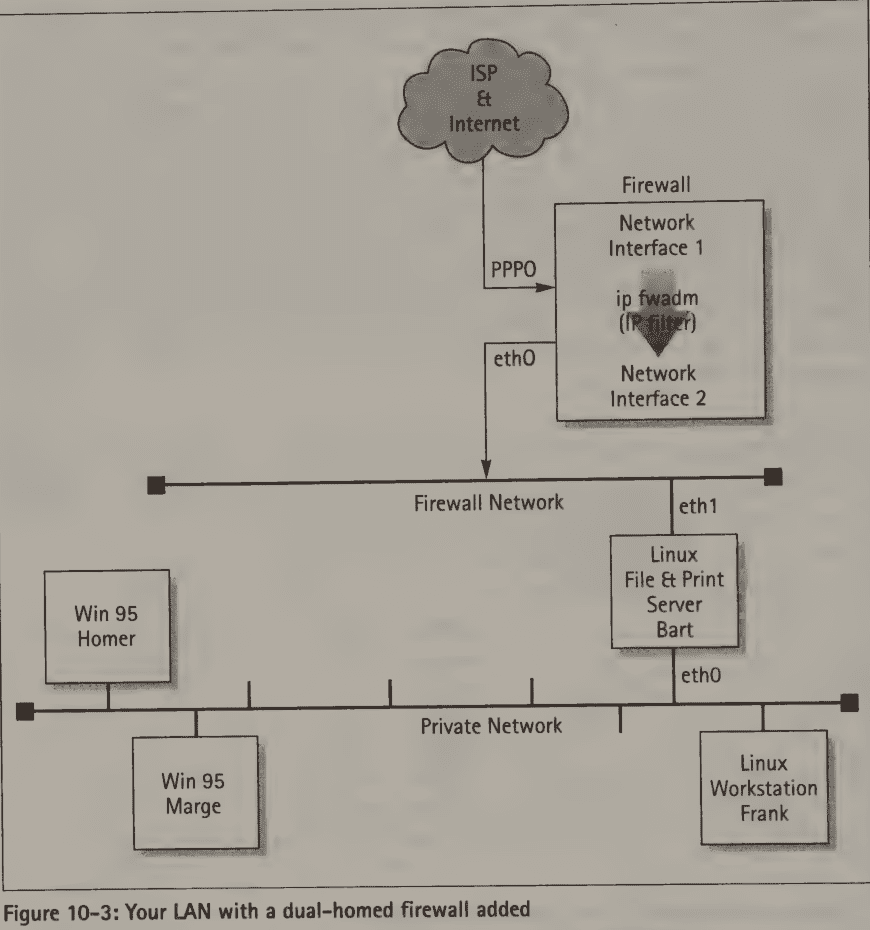 ISP
&
Internet
Firewall
Network
Interface 1
PPP0
ip fwadm
(IP filter)
eth0
Network
Interface 2
Firewall Network
eth1
Linux
File & Print
Server
Bart
Win 95
Homer
eth0
Private Network
Win 95
Marge
Linux
Workstation
Frank
Figure 10-3: Your LAN with a dual-homed firewall added